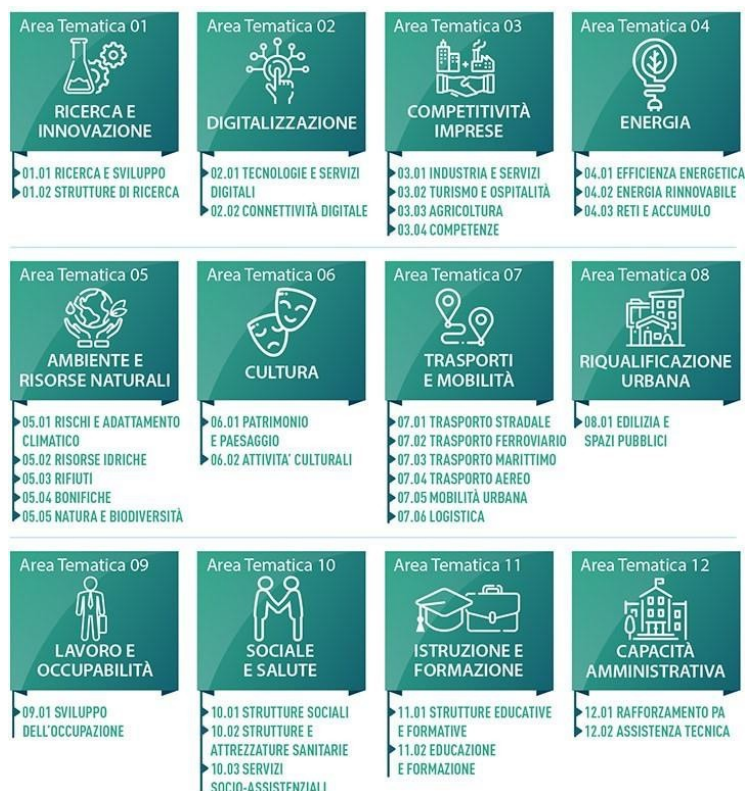 Area Tematica 01
RICERCA E
INNOVAZIONE
01.01 RICERCA E SVILUPPO
01.02 STRUTTURE DI RICERCA
Area Tematica 02
DIGITALIZZAZIONE
02.01 TECNOLOGIE E SERVIZI
DIGITALI
02.02 CONNETTIVITÀ DIGITALE
Area Tematica 03
COMPETITIVITÀ
IMPRESE
03.01 INDUSTRIA E SERVIZI
03.02 TURISMO E OSPITALITÀ
03.03 AGRICOLTURA
03.04 COMPETENZE
Area Tematica 04
ENERGIA
04.01 EFFICIENZA ENERGETICA
04.02 ENERGIA RINNOVABILE
04.03 RETI E ACCUMULO
Area Tematica 05
AMBIENTE E
RISORSE NATURALI
05.01 RISCHI E ADATTAMENTO
CLIMATICO
05.02 RISORSE IDRICHE
05.03 RIFIUTI
05.04 BONIFICHE
05.05 NATURA E BIODIVERSITÀ
Area Tematica 06
CULTURA
06.01 PATRIMONIO
E PAESAGGIO
06.02 ATTIVITA' CULTURALI
Area Tematica 07
TRASPORTI
E MOBILITÀ
07.01 TRASPORTO STRADALE
07.02 TRASPORTO FERROVIARIO
07.03 TRASPORTO MARITTIMO
07.04 TRASPORTO AEREO
07.05 MOBILITÀ URBANA
07.06 LOGISTICA
Area Tematica 08
RIQUALIFICAZIONE
URBANA
08.01 EDILIZIA E
SPAZI PUBBLICI
Area Tematica 09
LAVORO E
OCCUPABILITÀ
09.01 SVILUPPO
DELL'OCCUPAZIONE
Area Tematica 10
SOCIALE
E SALUTE
10.01 STRUTTURE SOCIALI
10.02 STRUTTURE E
ATTREZZATURE SANITARIE
10.03 SERVIZI
SOCIO-ASSISTENZIALI
Area Tematica 11
ISTRUZIONE E
FORMAZIONE
11.01 STRUTTURE EDUCATIVE
E FORMATIVE
11.02 EDUCAZIONE
E FORMAZIONE
Area Tematica 12
CAPACITÀ
AMMINISTRATIVA
12.01 RAFFORZAMENTO PA
12.02 ASSISTENZA TECNICA